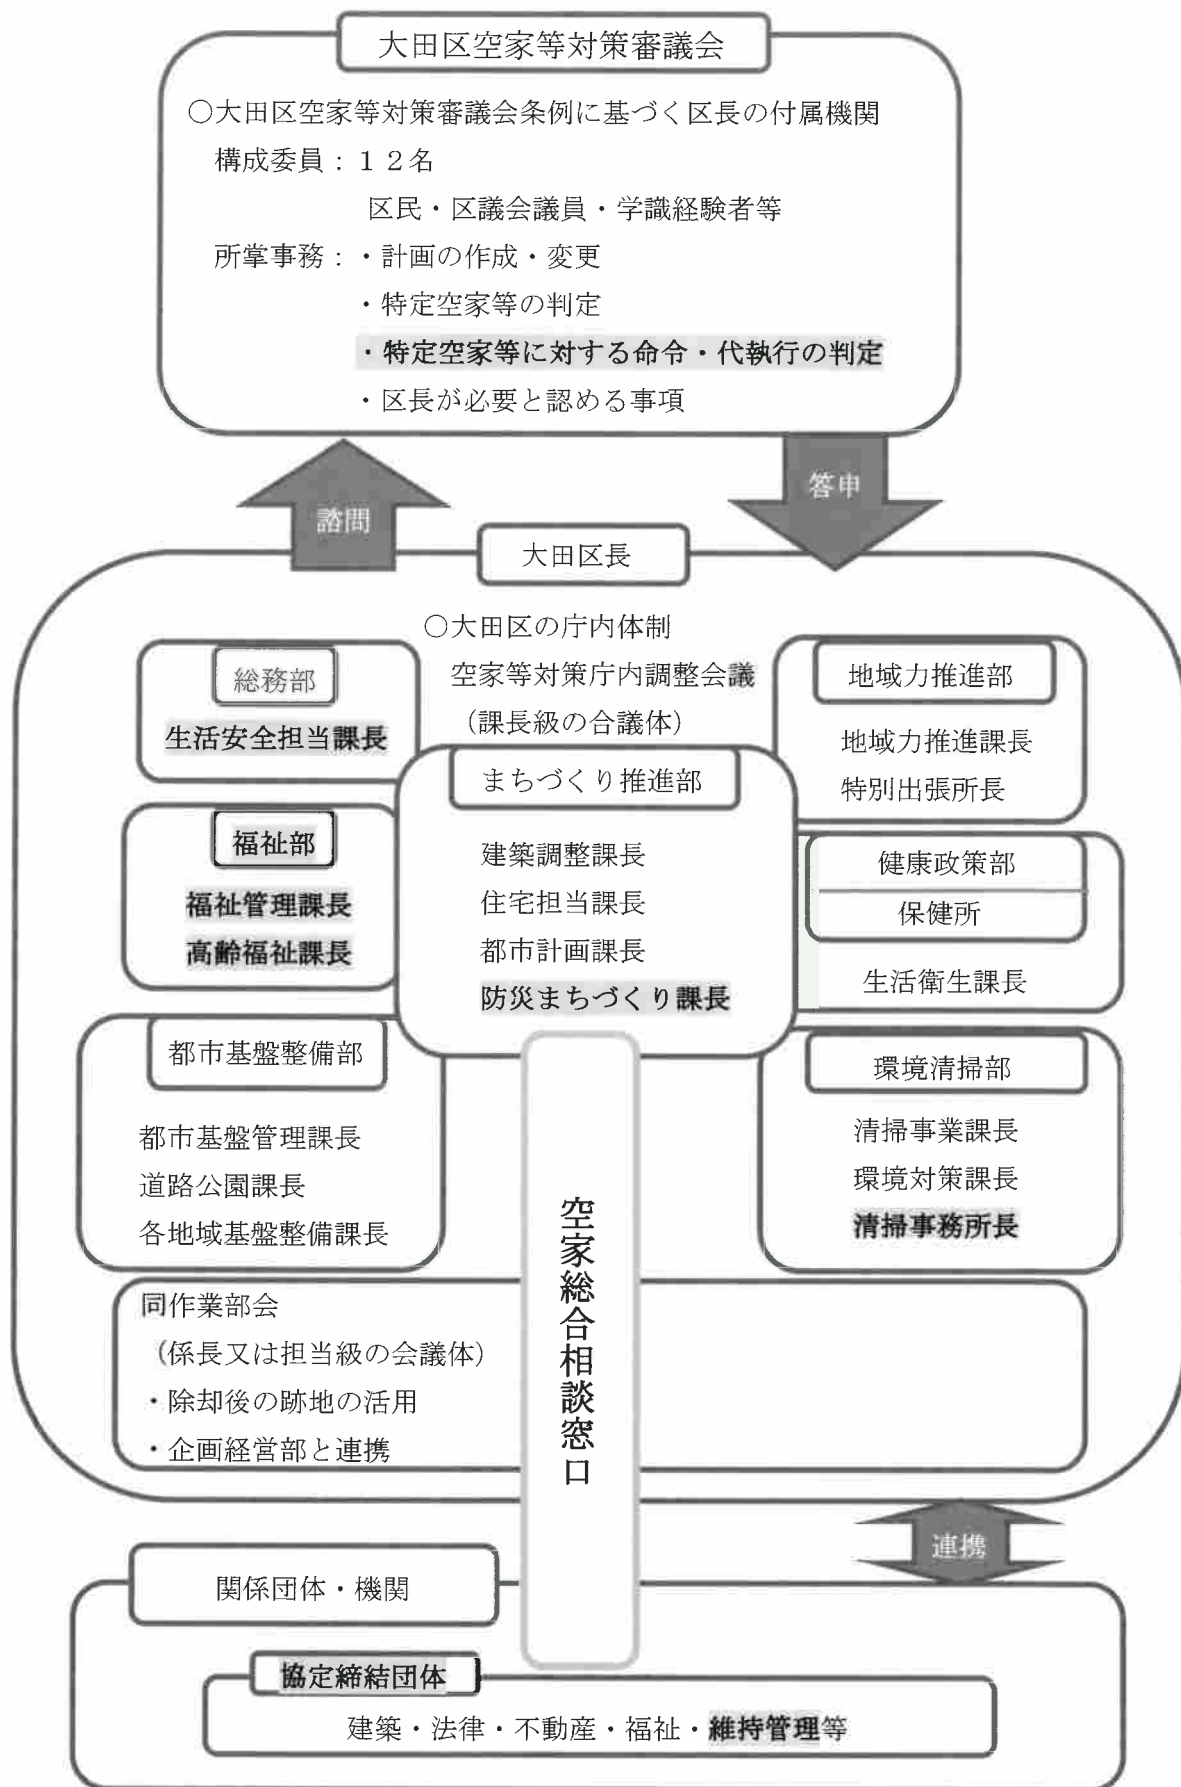 大田区空家等対策審議会
○大田区空家等対策審議会条例に基づく区長の付属機関
構成委員：１２名
区民・区議会議員・学識経験者等
所掌事務：・計画の作成・変更
・特定空家等の判定
・特定空家等に対する命令・代執行の判定
・区長が必要と認める事項
諮問
答申
大田区長
○大田区の庁内体制
空家等対策庁内調整会議
（課長級の合議体）
総務部
生活安全担当課長
福祉部
福祉管理課長
高齢福祉課長
都市基盤整備部
都市基盤管理課長
道路公園課長
各地域基盤整備課長
まちづくり推進部
建築調整課長
住宅担当課長
都市計画課長
防災まちづくり課長
地域力推進部
地域力推進課長
特別出張所長
健康政策部
保健所
生活衛生課長
環境清掃部
清掃事業課長
環境対策課長
清掃事務所長
同作業部会
（係長又は担当級の会議体）
・除却後の跡地の活用
・企画経営部と連携
空家総合相談窓口
連携
関係団体・機関
協定締結団体
建築・法律・不動産・福祉・維持管理等